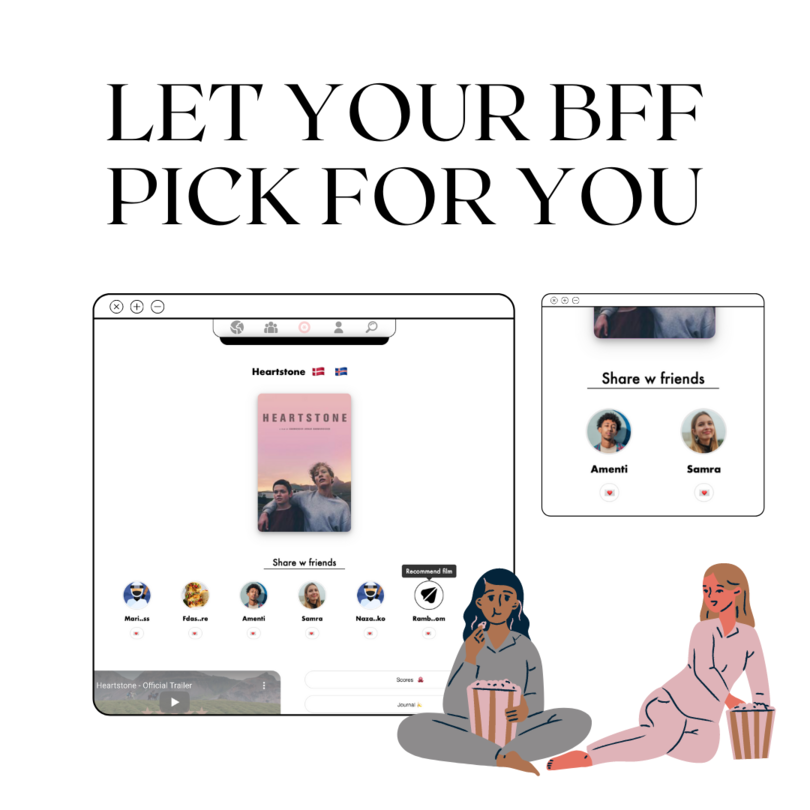 LET YOUR BFF
PICK FOR YOU
Heartstone
HEARTSTONE
Share w friends
Recommend film
Mari..ss
Fdas..re
Amenti
Samra
Naza..ko
Ramb..om
Heartstone - Official Trailer
Scores
Journal
Share w friends
Amenti
Samra